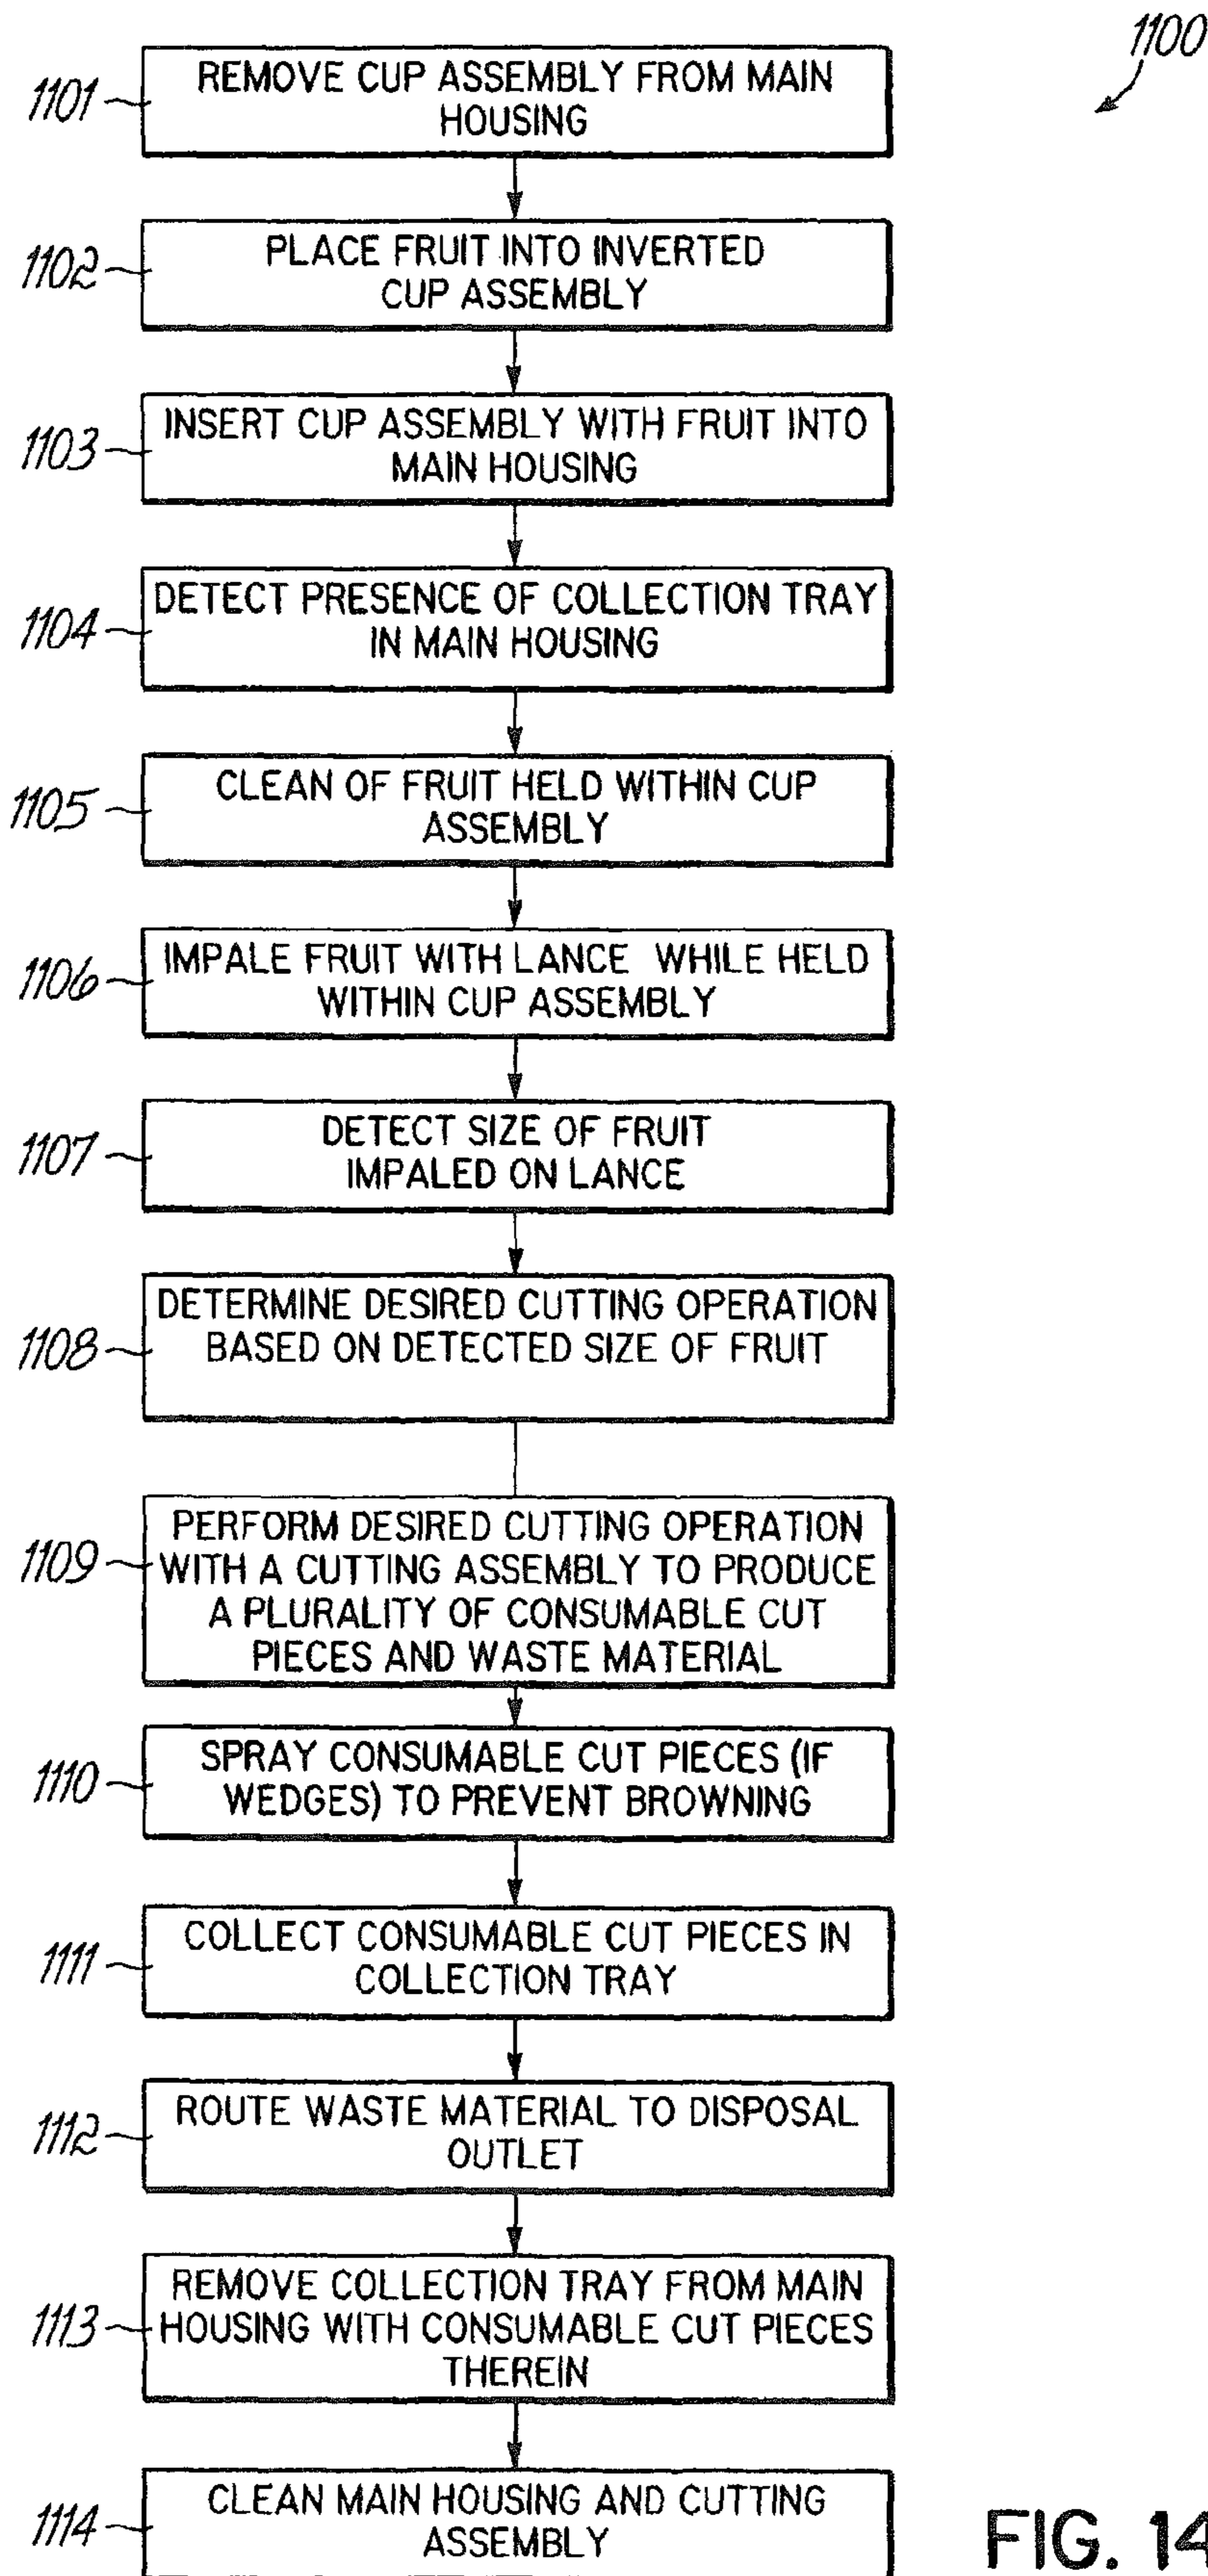 1100
1101
REMOVE CUP ASSEMBLY FROM MAIN
HOUSING
1102
PLACE FRUIT INTO INVERTED
CUP ASSEMBLY
1103
INSERT CUP ASSEMBLY WITH FRUIT INTO
MAIN HOUSING
1104
DETECT PRESENCE OF COLLECTION TRAY
IN MAIN HOUSING
1105
CLEAN OF FRUIT HELD WITHIN CUP
ASSEMBLY
1106
IMPALE FRUIT WITH LANCE WHILE HELD
WITHIN CUP ASSEMBLY
1107
DETECT SIZE OF FRUIT
IMPALED ON LANCE
1108
DETERMINE DESIRED CUTTING OPERATION
BASED ON DETECTED SIZE OF FRUIT
1109
PERFORM DESIRED CUTTING OPERATION
WITH A CUTTING ASSEMBLY TO PRODUCE
A PLURALITY OF CONSUMABLE CUT
PIECES AND WASTE MATERIAL
1110
SPRAY CONSUMABLE CUT PIECES (IF
WEDGES) TO PREVENT BROWNING
1111
COLLECT CONSUMABLE CUT PIECES IN
COLLECTION TRAY
1112
ROUTE WASTE MATERIAL TO DISPOSAL
OUTLET
1113
REMOVE COLLECTION TRAY FROM MAIN
HOUSING WITH CONSUMABLE CUT PIECES
THEREIN
1114
CLEAN MAIN HOUSING AND CUTTING
ASSEMBLY
FIG. 14